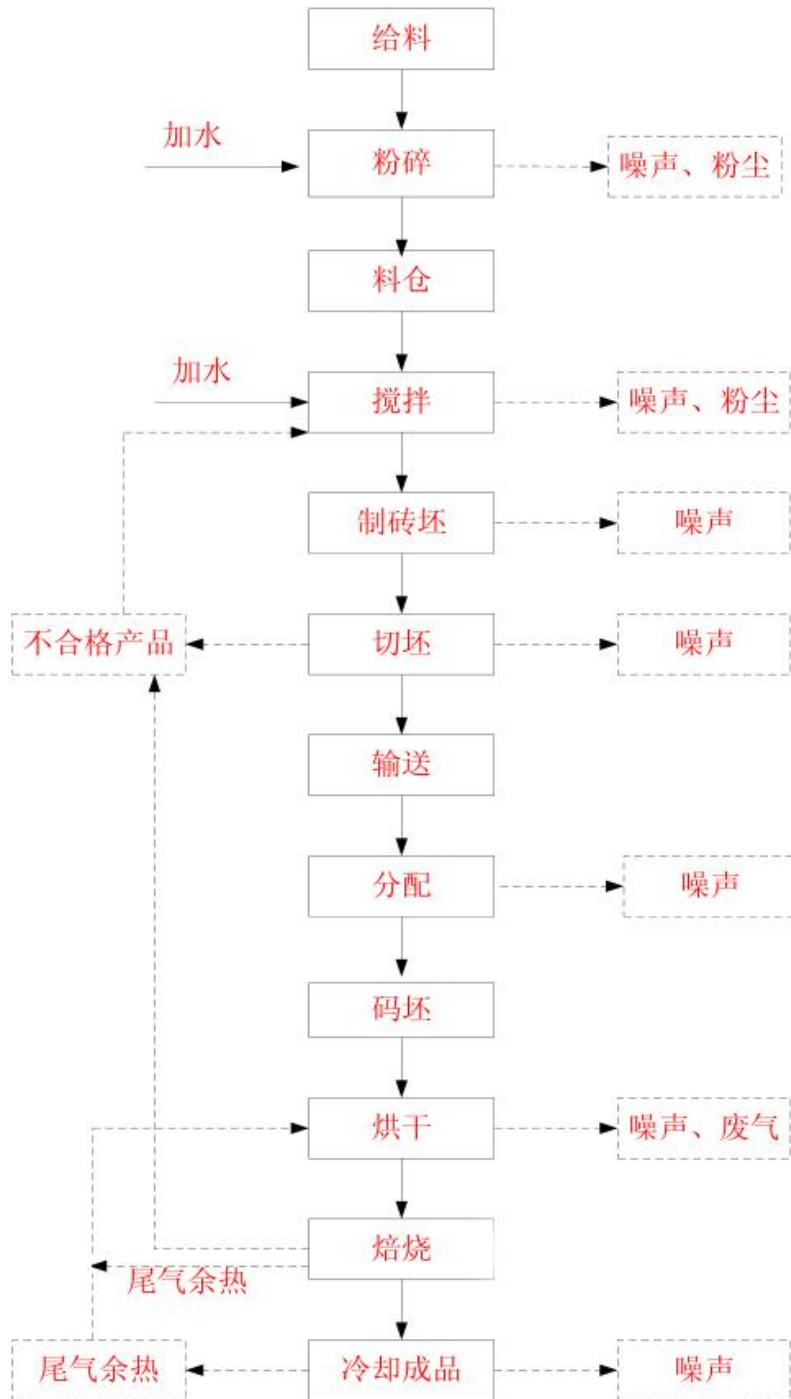 给料
加水
粉碎
噪声、粉尘
料仓
加水
搅拌
噪声、粉尘
制砖坯
噪声
不合格产品
切坯
噪声
输送
分配
噪声
码坯
烘干
噪声、废气
焙烧
尾气余热
尾气余热
冷却成品
噪声